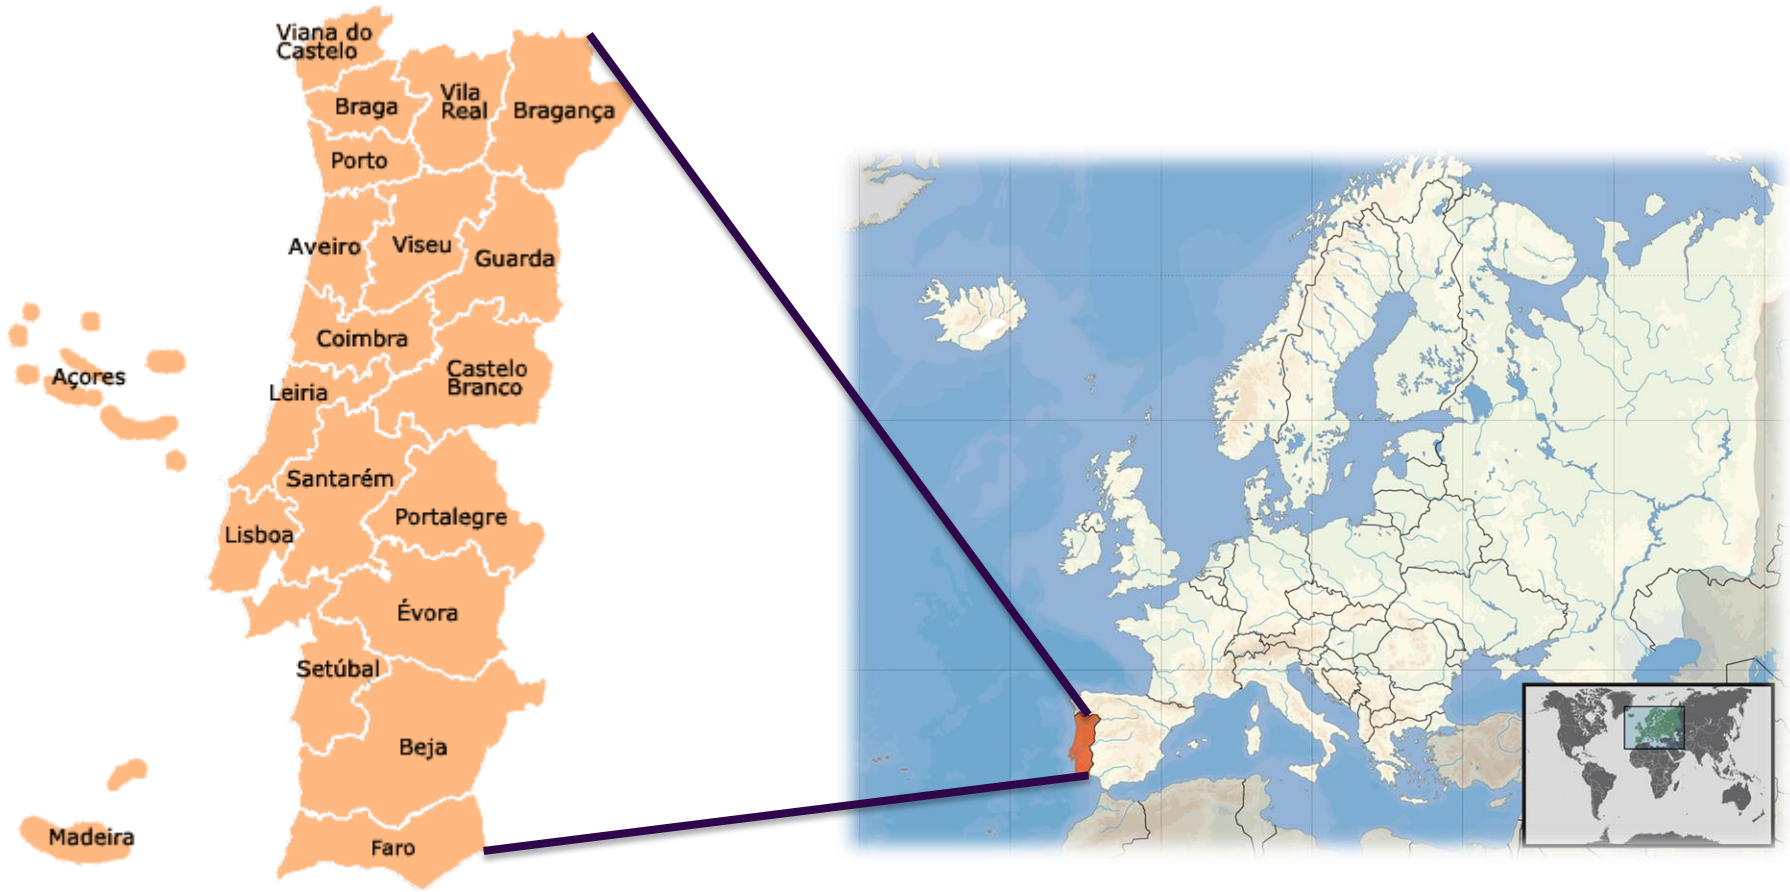 Viana do
Castelo
Braga
Vila
Real
Bragança
Porto
Aveiro
Viseu
Guarda
Coimbra
Castelo
Branco
Açores
Leiria
Santarém
Portalegre
Lisboa
Évora
Setúbal
Beja
Madeira
Faro